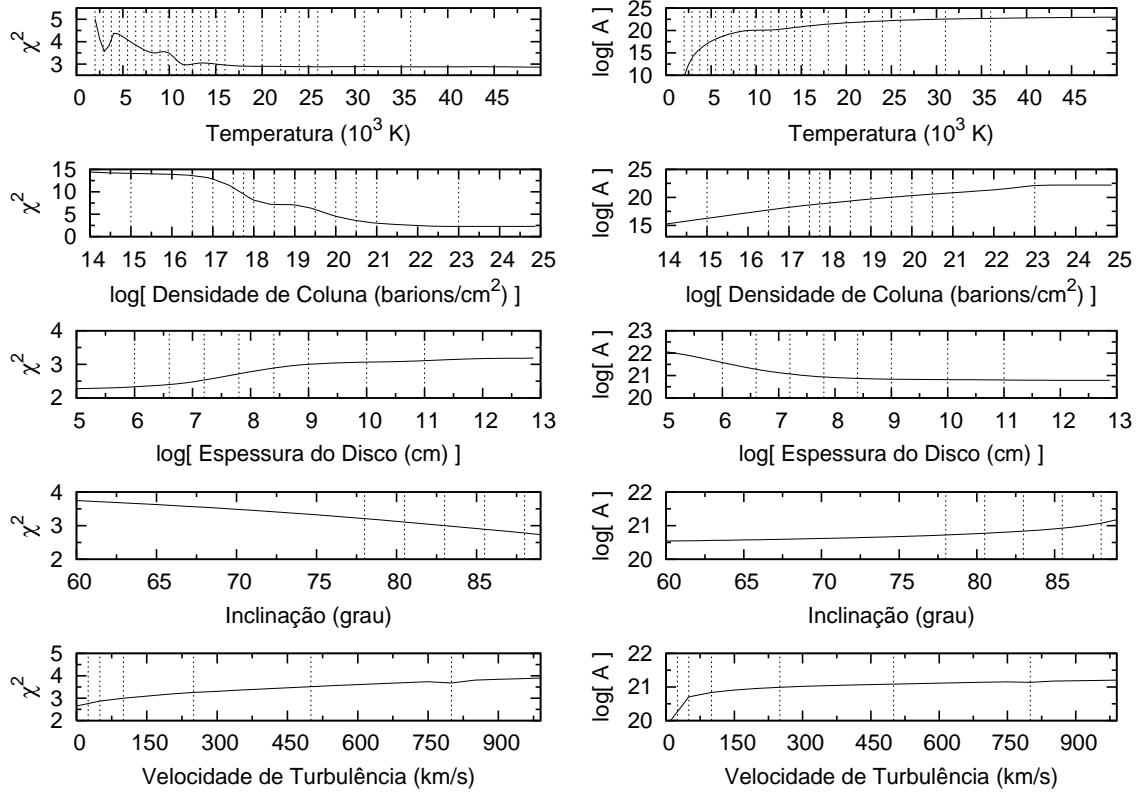 χ²
5
4
3
0 5 10 15 20 25 30 35 40 45
Temperatura (10³ K)
log[ A ]
25
20
15
10
0 5 10 15 20 25 30 35 40 45
Temperatura (10³ K)
χ²
15
10
5
0
14 15 16 17 18 19 20 21 22 23 24 25
log[ Densidade de Coluna (barions/cm²) ]
log[ A ]
25
20
15
14 15 16 17 18 19 20 21 22 23 24 25
log[ Densidade de Coluna (barions/cm²) ]
χ²
4
3
2
5 6 7 8 9 10 11 12 13
log[ Espessura do Disco (cm) ]
log[ A ]
23
22
21
20
5 6 7 8 9 10 11 12 13
log[ Espessura do Disco (cm) ]
χ²
4
3
2
60 65 70 75 80 85
Inclinação (grau)
log[ A ]
22
21
20
60 65 70 75 80 85
Inclinação (grau)
χ²
5
4
3
2
0 150 300 450 600 750 900
Velocidade de Turbulência (km/s)
log[ A ]
22
21
20
0 150 300 450 600 750 900
Velocidade de Turbulência (km/s)